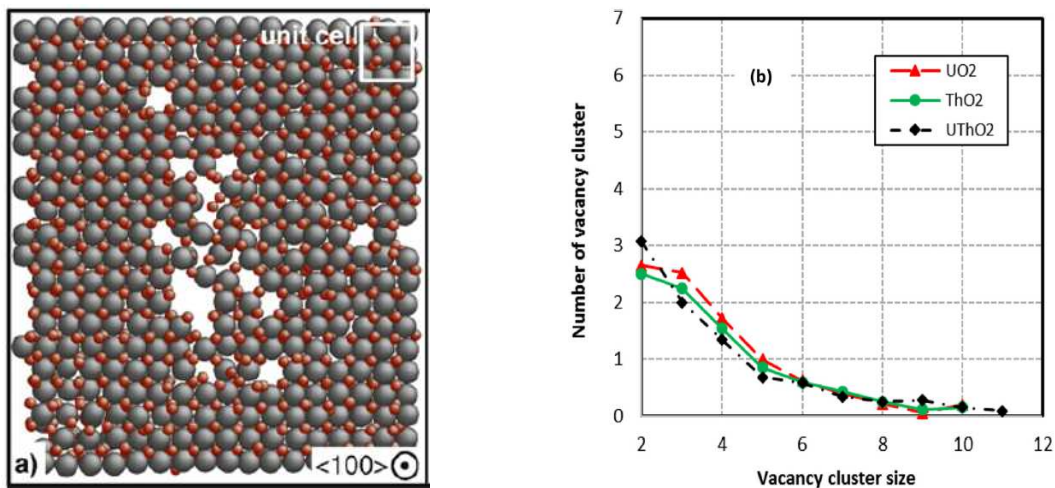 unit cell
a)
<100>
(b)
UO2
ThO2
UThO2
7
6
5
4
3
2
1
0
2 4 6 8 10 12
Number of vacancy cluster
Vacancy cluster size